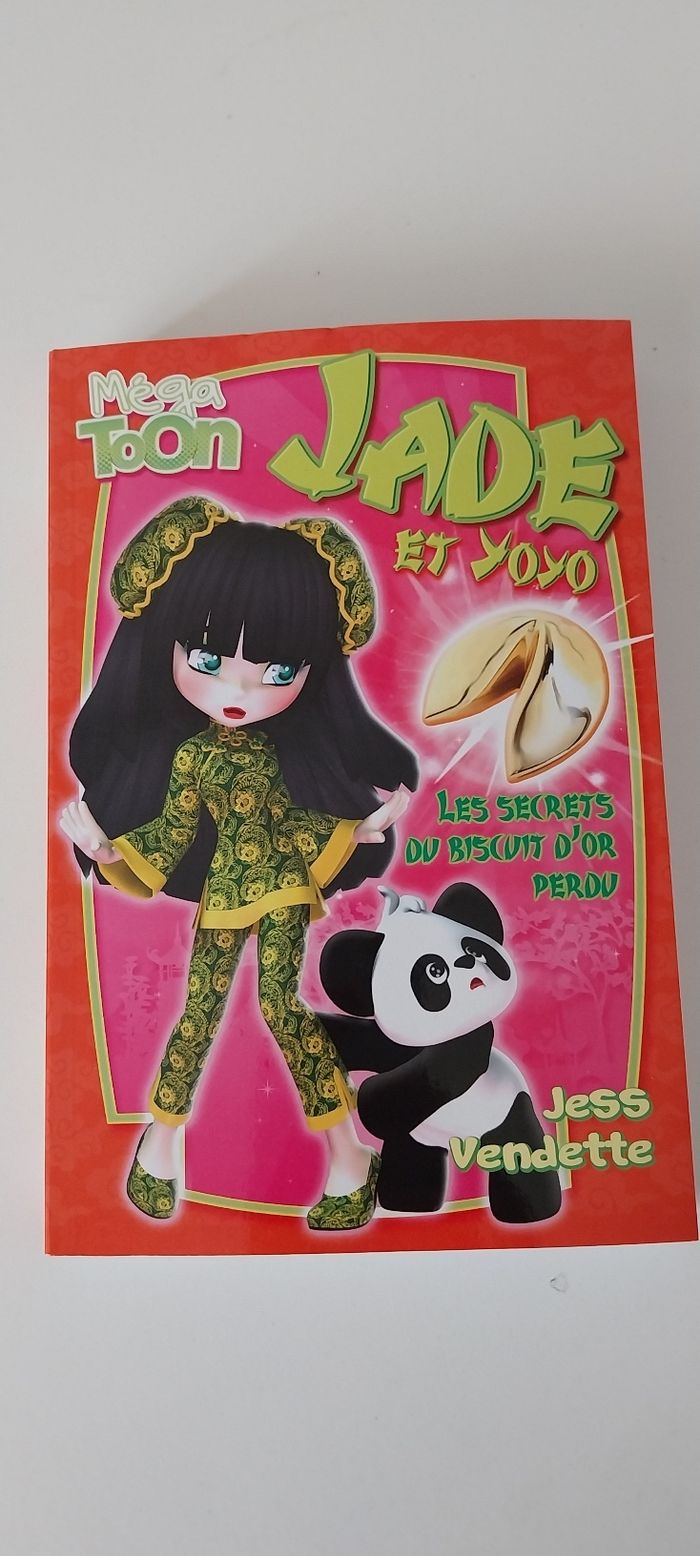 Méga
Toon
JADE
ET YOYO
LES SECRETS
DU BISCUIT D'OR
PERDU
Jess
Vendette